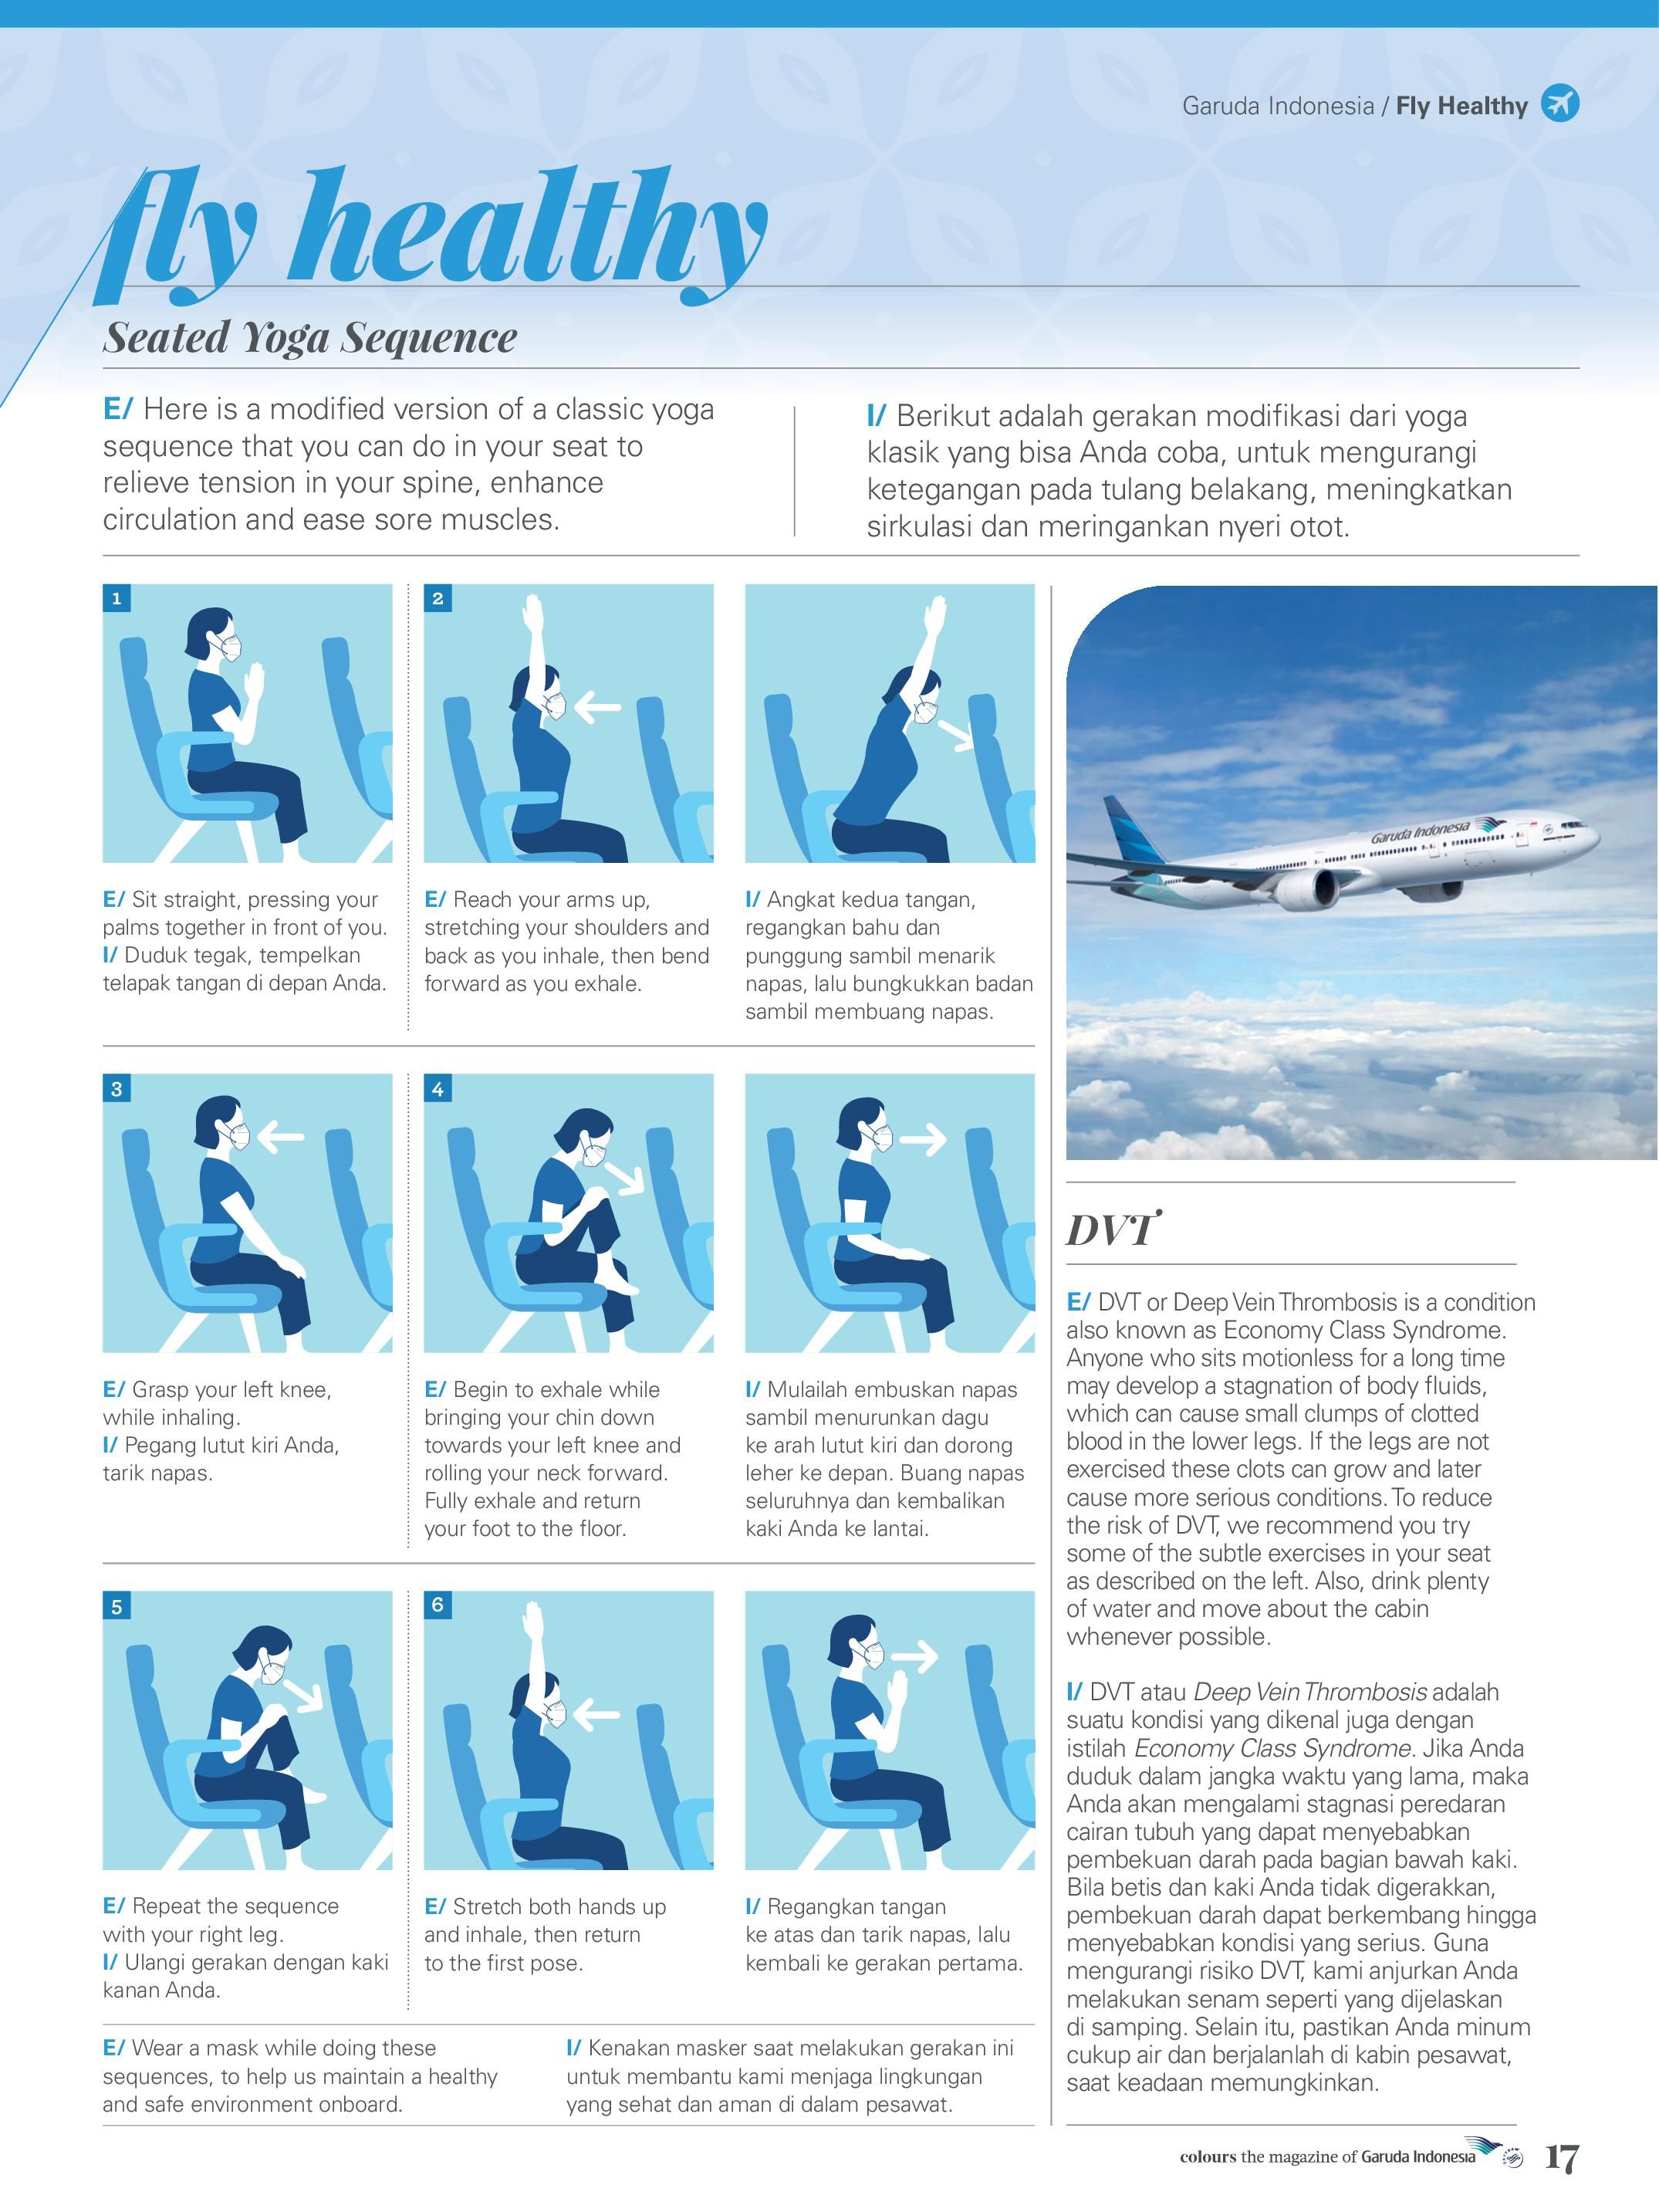 Garuda Indonesia / Fly Healthy
fly healthy
Seated Yoga Sequence
E/ Here is a modified version of a classic yoga
sequence that you can do in your seat to
relieve tension in your spine, enhance
circulation and ease sore muscles.
I/ Berikut adalah gerakan modifikasi dari yoga
klasik yang bisa Anda coba, untuk mengurangi
ketegangan pada tulang belakang, meningkatkan
sirkulasi dan meringankan nyeri otot.
1
E/ Sit straight, pressing your
palms together in front of you.
I/ Duduk tegak, tempelkan
telapak tangan di depan Anda.
2
E/ Reach your arms up,
stretching your shoulders and
back as you inhale, then bend
forward as you exhale.
I/ Angkat kedua tangan,
regangkan bahu dan
punggung sambil menarik
napas, lalu bungkukkan badan
sambil membuang napas.
3
E/ Grasp your left knee,
while inhaling.
I/ Pegang lutut kiri Anda,
tarik napas.
4
E/ Begin to exhale while
bringing your chin down
towards your left knee and
rolling your neck forward.
Fully exhale and return
your foot to the floor.
I/ Mulailah embuskan napas
sambil menurunkan dagu
ke arah lutut kiri dan dorong
leher ke depan. Buang napas
seluruhnya dan kembalikan
kaki Anda ke lantai.
5
E/ Repeat the sequence
with your right leg.
I/ Ulangi gerakan dengan kaki
kanan Anda.
6
E/ Stretch both hands up
and inhale, then return
to the first pose.
I/ Regangkan tangan
ke atas dan tarik napas, lalu
kembali ke gerakan pertama.
E/ Wear a mask while doing these
sequences, to help us maintain a healthy
and safe environment onboard.
I/ Kenakan masker saat melakukan gerakan ini
untuk membantu kami menjaga lingkungan
yang sehat dan aman di dalam pesawat.
Garuda Indonesia
DVT
E/ DVT or Deep Vein Thrombosis is a condition
also known as Economy Class Syndrome.
Anyone who sits motionless for a long time
may develop a stagnation of body fluids,
which can cause small clumps of clotted
blood in the lower legs. If the legs are not
exercised these clots can grow and later
cause more serious conditions. To reduce
the risk of DVT, we recommend you try
some of the subtle exercises in your seat
as described on the left. Also, drink plenty
of water and move about the cabin
whenever possible.
I/ DVT atau Deep Vein Thrombosis adalah
suatu kondisi yang dikenal juga dengan
istilah Economy Class Syndrome. Jika Anda
duduk dalam jangka waktu yang lama, maka
Anda akan mengalami stagnasi peredaran
cairan tubuh yang dapat menyebabkan
pembekuan darah pada bagian bawah kaki.
Bila betis dan kaki Anda tidak digerakkan,
pembekuan darah dapat berkembang hingga
menyebabkan kondisi yang serius. Guna
mengurangi risiko DVT, kami anjurkan Anda
melakukan senam seperti yang dijelaskan
di samping. Selain itu, pastikan Anda minum
cukup air dan berjalanlah di kabin pesawat,
saat keadaan memungkinkan.
colours the magazine of Garuda Indonesia
17